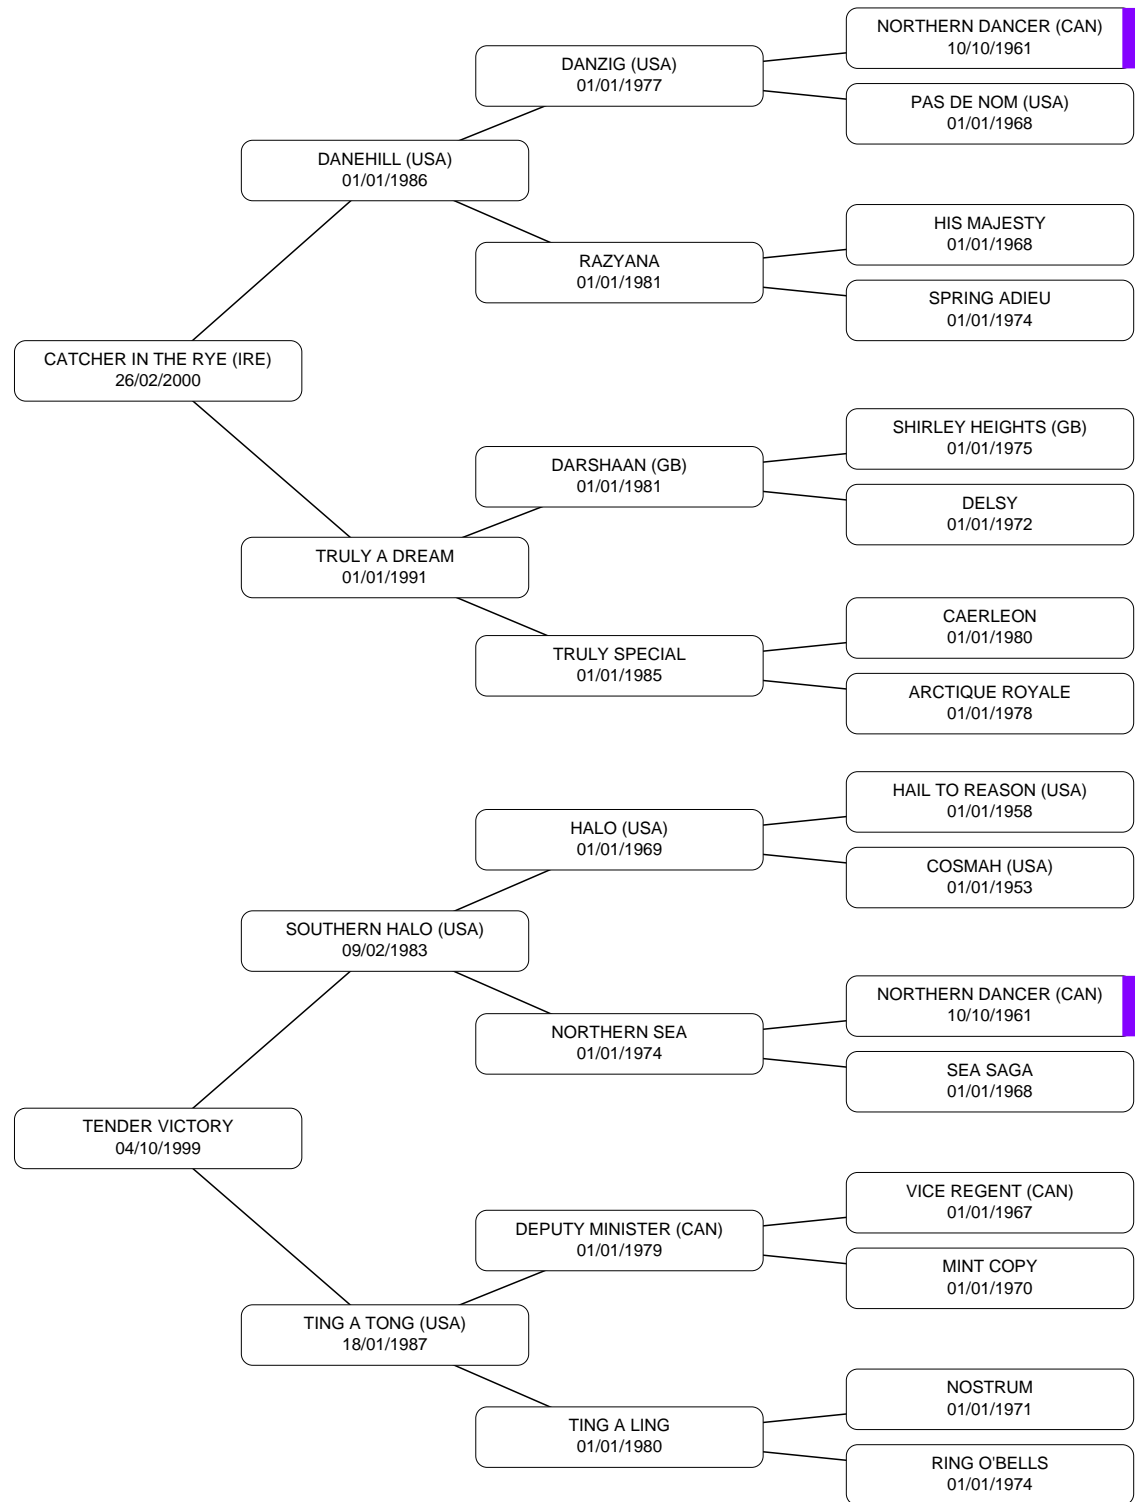 NORTHERN DANCER (CAN)
10/10/1961
DANZIG (USA)
01/01/1977
PAS DE NOM (USA)
01/01/1968
DANEHILL (USA)
01/01/1986
HIS MAJESTY
01/01/1968
RAZYANA
01/01/1981
SPRING ADIEU
01/01/1974
CATCHER IN THE RYE (IRE)
26/02/2000
SHIRLEY HEIGHTS (GB)
01/01/1975
DARSHAAN (GB)
01/01/1981
DELSY
01/01/1972
TRULY A DREAM
01/01/1991
CAERLEON
01/01/1980
TRULY SPECIAL
01/01/1985
ARCTIQUE ROYALE
01/01/1978
HAIL TO REASON (USA)
01/01/1958
HALO (USA)
01/01/1969
COSMAH (USA)
01/01/1953
SOUTHERN HALO (USA)
09/02/1983
NORTHERN DANCER (CAN)
10/10/1961
NORTHERN SEA
01/01/1974
SEA SAGA
01/01/1968
TENDER VICTORY
04/10/1999
VICE REGENT (CAN)
01/01/1967
DEPUTY MINISTER (CAN)
01/01/1979
MINT COPY
01/01/1970
TING A TONG (USA)
18/01/1987
NOSTRUM
01/01/1971
TING A LING
01/01/1980
RING O'BELLS
01/01/1974